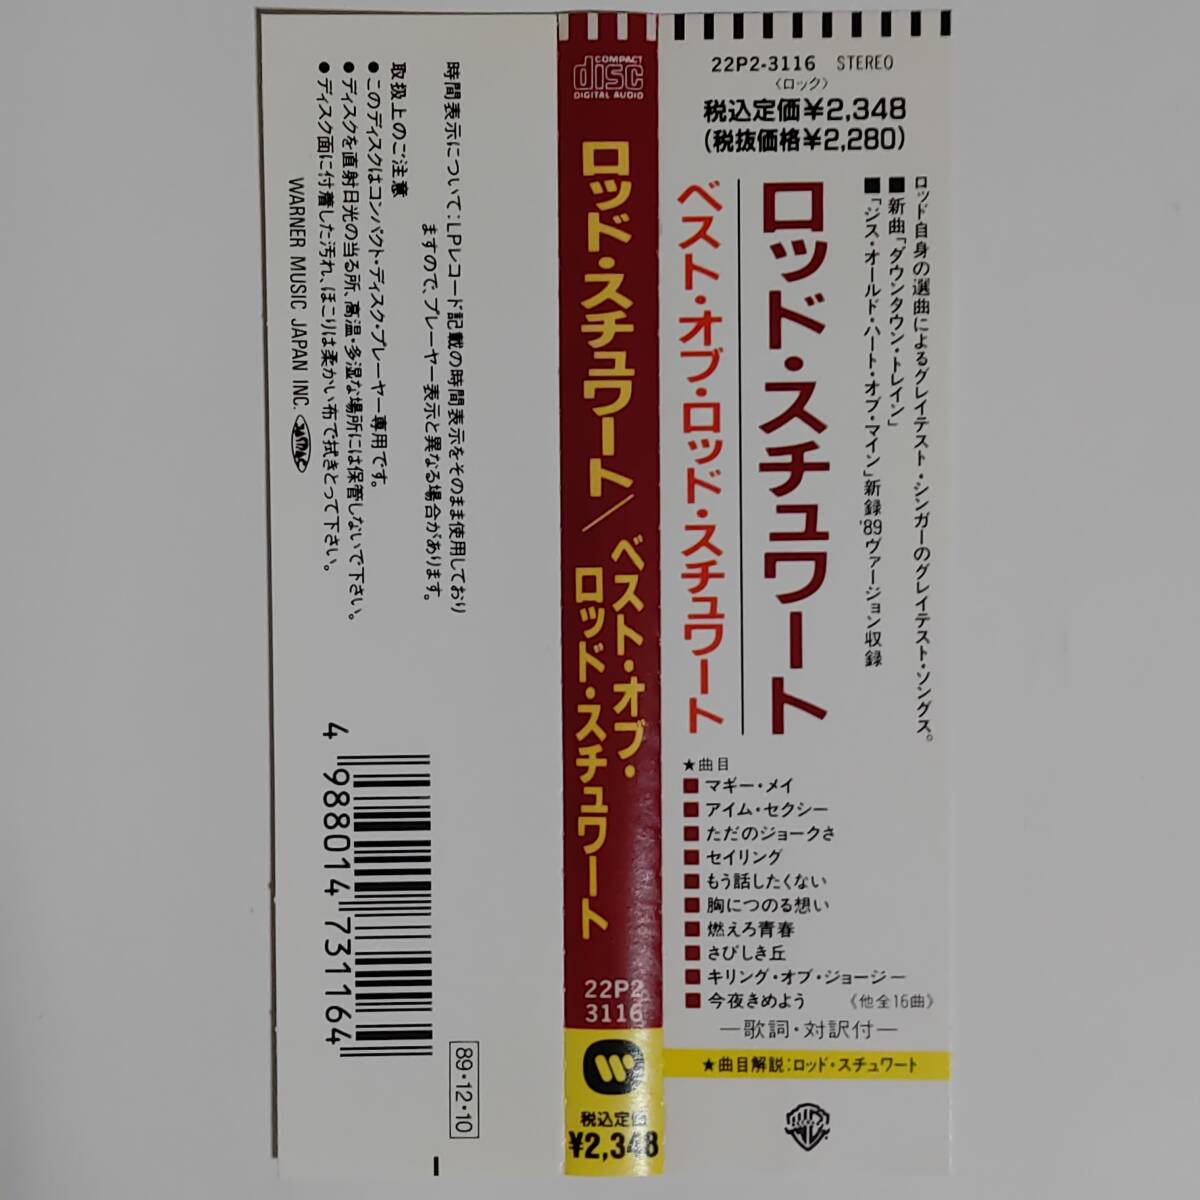 22P2-3116 STEREO
〈ロック〉
税込定価¥2,348
(税抜価格¥2,280)
ロッド自身の選曲によるグレイテスト・シンガーのグレイテスト・ソングス。
■新曲「ダウンタウン・トレイン」
■「ジス・オールド・ハート・オブ・マイン」新録'89ヴァージョン収録
ロッド・スチュワート
ベスト・オブ・ロッド・スチュワート
★曲目
■マギー・メイ
■アイム・セクシー
■ただのジョークさ
■セイリング
■もう話したくない
■胸につのる想い
■燃えろ青春
■さびしき丘
■キリング・オブ・ジョージー
■今夜きめよう 《他全16曲》
—歌詞・対訳付—
★曲目解説:ロッド・スチュワート
COMPACT
disc
DIGITAL AUDIO
ロッド・スチュワート/
ベスト・オブ・
ロッド・スチュワート
22P2
3116
税込定価
¥2,348
時間表示について:LPレコード記載の時間表示をそのまま使用しており
ますので、プレーヤー表示と異なる場合があります。
取扱上のご注意
●このディスクはコンパクト・ディスク・プレーヤー専用です。
●ディスクを直射日光の当る所、高温・多湿な場所には保管しないで下さい。
●ディスク面に付着した汚れ、ほこりは柔かい布で拭きとって下さい。
WARNER MUSIC JAPAN INC.
4 988014 731164
89・12・10